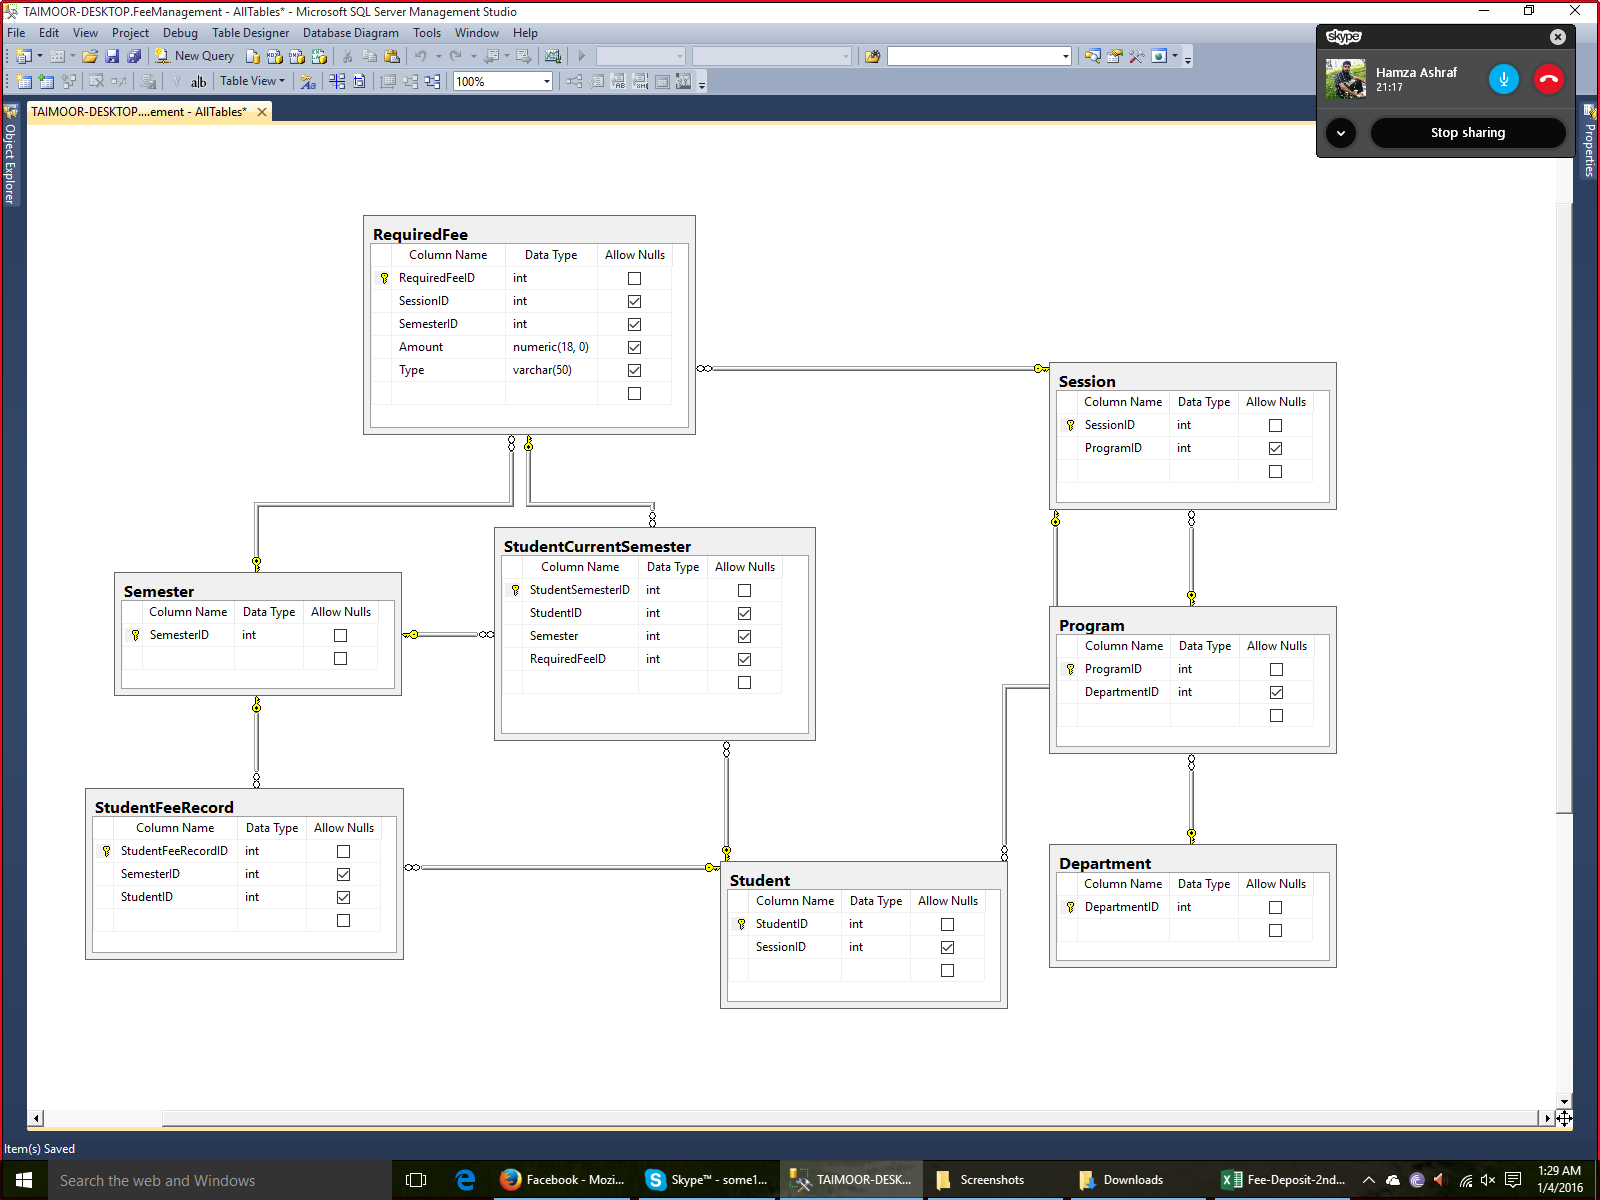 TAIMOOR-DESKTOP.FeeManagement - AllTables* - Microsoft SQL Server Management Studio
File Edit View Project Debug Table Designer Database Diagram Tools Window Help
New Query
Table View 100%
TAIMOOR-DESKTOP....ement - AllTables*
Object Explorer
Properties
skype
Hamza Ashraf
21:17
Stop sharing
RequiredFee
Column Name Data Type Allow Nulls
RequiredFeeID int
SessionID int
SemesterID int
Amount numeric(18, 0)
Type varchar(50)
Session
Column Name Data Type Allow Nulls
SessionID int
ProgramID int
StudentCurrentSemester
Column Name Data Type Allow Nulls
StudentSemesterID int
StudentID int
Semester int
RequiredFeeID int
Semester
Column Name Data Type Allow Nulls
SemesterID int
Program
Column Name Data Type Allow Nulls
ProgramID int
DepartmentID int
StudentFeeRecord
Column Name Data Type Allow Nulls
StudentFeeRecordID int
SemesterID int
StudentID int
Student
Column Name Data Type Allow Nulls
StudentID int
SessionID int
Department
Column Name Data Type Allow Nulls
DepartmentID int
Item(s) Saved
Search the web and Windows
Facebook - Mozi...
Skype™ - some1...
TAIMOOR-DESK...
Screenshots
Downloads
Fee-Deposit-2nd...
1:29 AM
1/4/2016